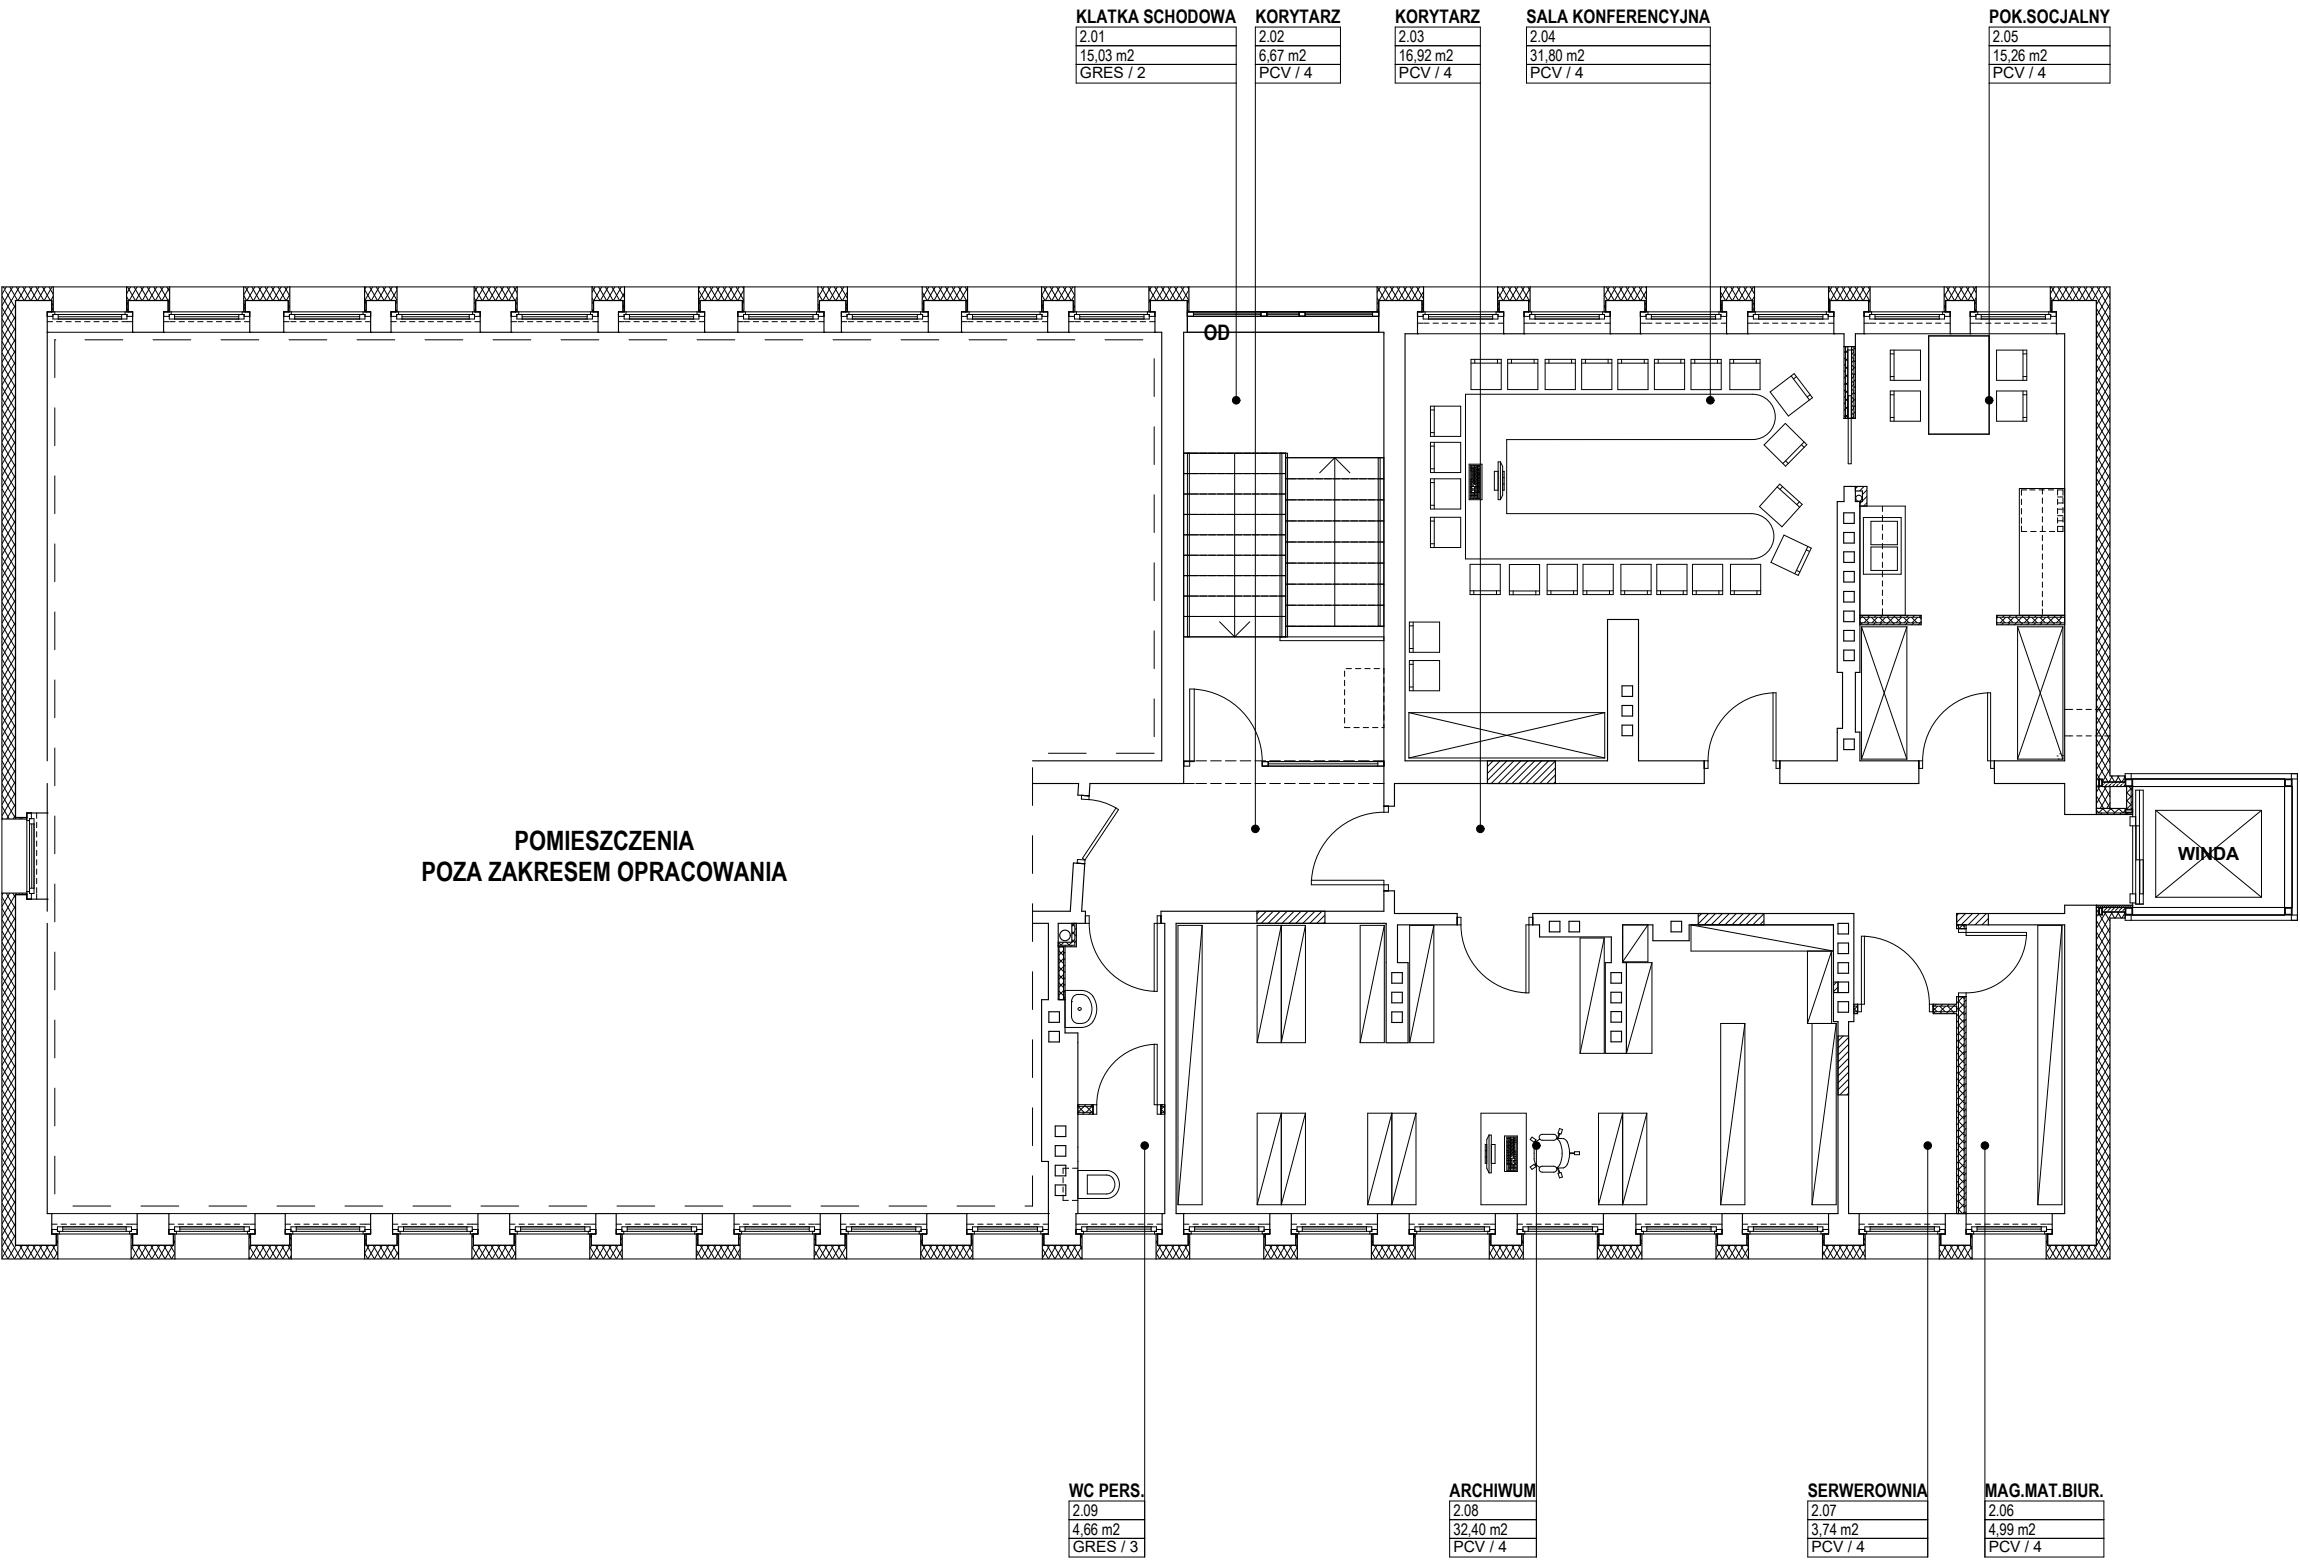 KLATKA SCHODOWA
2.01
15,03 m2
GRES / 2
KORYTARZ
2.02
6,67 m2
PCV / 4
KORYTARZ
2.03
16,92 m2
PCV / 4
SALA KONFERENCYJNA
2.04
31,80 m2
PCV / 4
POK.SOCJALNY
2.05
15,26 m2
PCV / 4
OD
POMIESZCZENIA
POZA ZAKRESEM OPRACOWANIA
WINDA
WC PERS.
2.09
4,66 m2
GRES / 3
ARCHIWUM
2.08
32,40 m2
PCV / 4
SERWEROWNIA
2.07
3,74 m2
PCV / 4
MAG.MAT.BIUR.
2.06
4,99 m2
PCV / 4